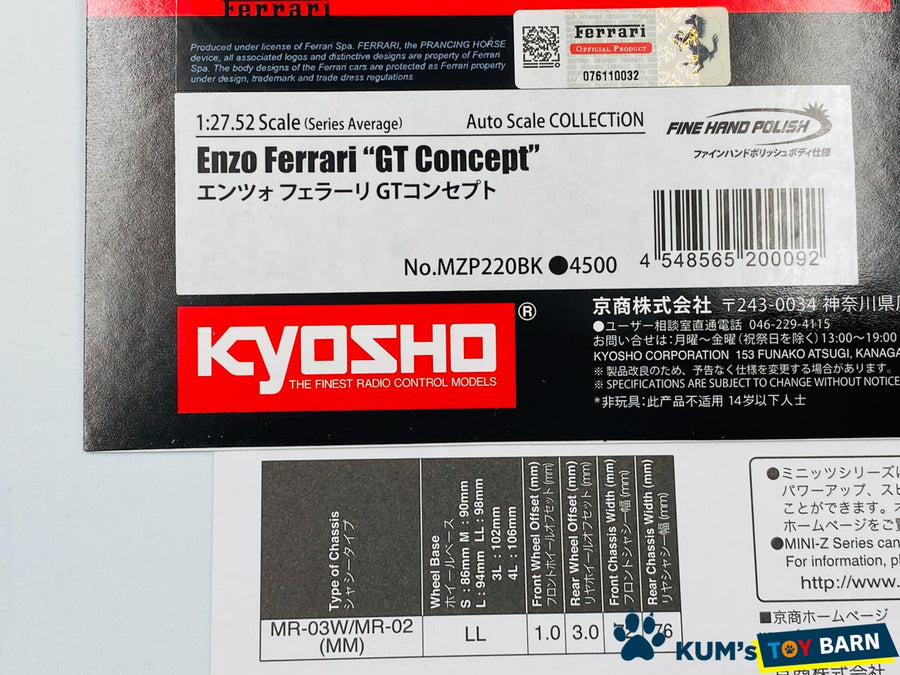 Ferrari
Produced under license of Ferrari Spa. FERRARI, the PRANCING HORSE
device, all associated logos and distinctive designs are property of Ferrari
Spa. The body designs of the Ferrari cars are protected as Ferrari property
under design, trademark and trade dress regulations
Ferrari
OFFICIAL PRODUCT
076110032
1:27.52 Scale (Series Average)
Auto Scale COLLECTiON
FINE HAND POLISH
ファインハンドポリッシュボディ仕様
Enzo Ferrari “GT Concept”
エンツォ フェラーリ GTコンセプト
No.MZP220BK ●4500
4 548565 200092
KYOSHO ®
THE FINEST RADIO CONTROL MODELS
京商株式会社 〒243-0034 神奈川県
●ユーザー相談室直通電話 046-229-4115
お問い合せは:月曜〜金曜(祝祭日を除く)13:00〜19:00
KYOSHO CORPORATION 153 FUNAKO ATSUGI, KANAGA
※ 製品改良のため、予告なく仕様を変更する場合があります。
※ SPECIFICATIONS ARE SUBJECT TO CHANGE WITHOUT NOTICE
*非玩具:此产品不适用 14岁以下人士
Type of Chassis
シャシータイプ
Wheel Base
ホイールベース
S : 86mm M : 90mm
L : 94mm LL : 98mm
3L : 102mm
4L : 106mm
Front Wheel Offset (mm)
フロントホイールオフセット (mm)
Rear Wheel Offset (mm)
リヤホイールオフセット (mm)
Front Chassis Width (mm)
フロントシャシー幅 (mm)
Rear Chassis Width (mm)
リヤシャシー幅 (mm)
MR-03W/MR-02
(MM)
LL
1.0
3.0
76
●ミニッツシリーズに
パワーアップ、スピ
ことができます。
ホームページをご覧
●MINI-Z Series can
For information, ple
http://www.
■京商ホームページ
KUM's TOY BARN
京商株式会社